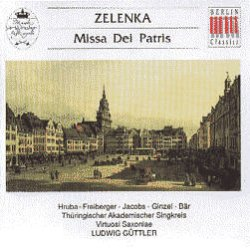 ZELENKA
Missa Dei Patris
BERLIN
Classics
Hruba · Freiberger · Jacobs · Ginzel · Bär
Thüringischer Akademischer Singkreis
Virtuosi Saxoniae
LUDWIG GÜTTLER